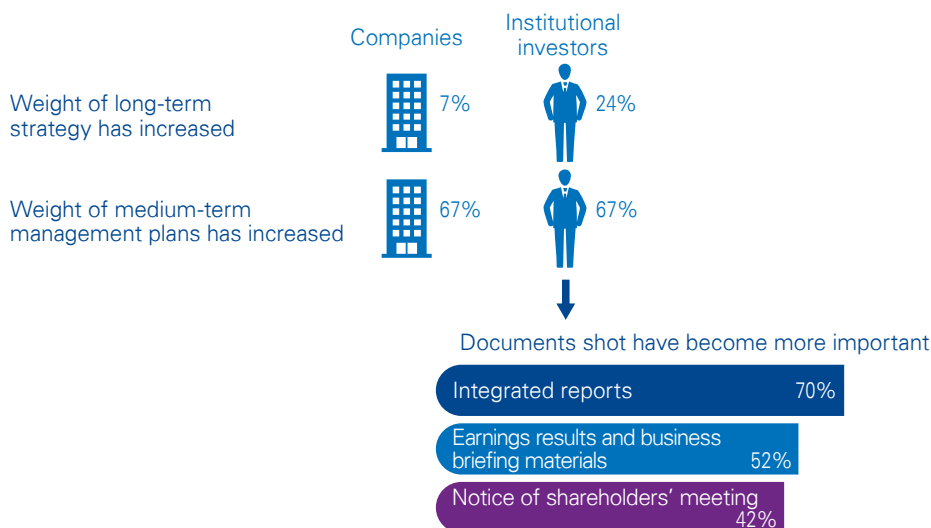 Companies
Institutional
investors
Weight of long-term
strategy has increased
7%
24%
Weight of medium-term
management plans has increased
67%
67%
Documents shot have become more important
Integrated reports 70%
Earnings results and business
briefing materials 52%
Notice of shareholders' meeting
42%